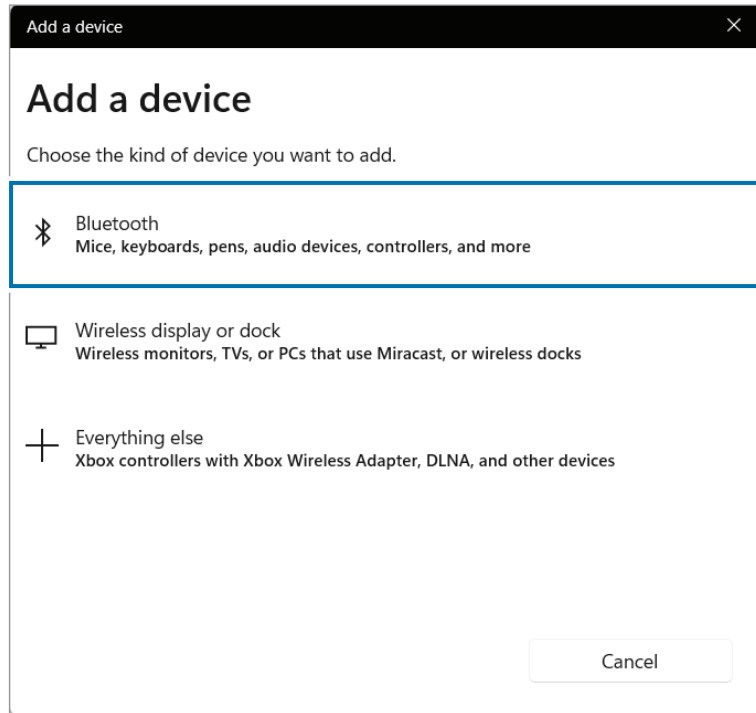 Add a device
Add a device
Choose the kind of device you want to add.
Bluetooth
Mice, keyboards, pens, audio devices, controllers, and more
Wireless display or dock
Wireless monitors, TVs, or PCs that use Miracast, or wireless docks
Everything else
Xbox controllers with Xbox Wireless Adapter, DLNA, and other devices
Cancel